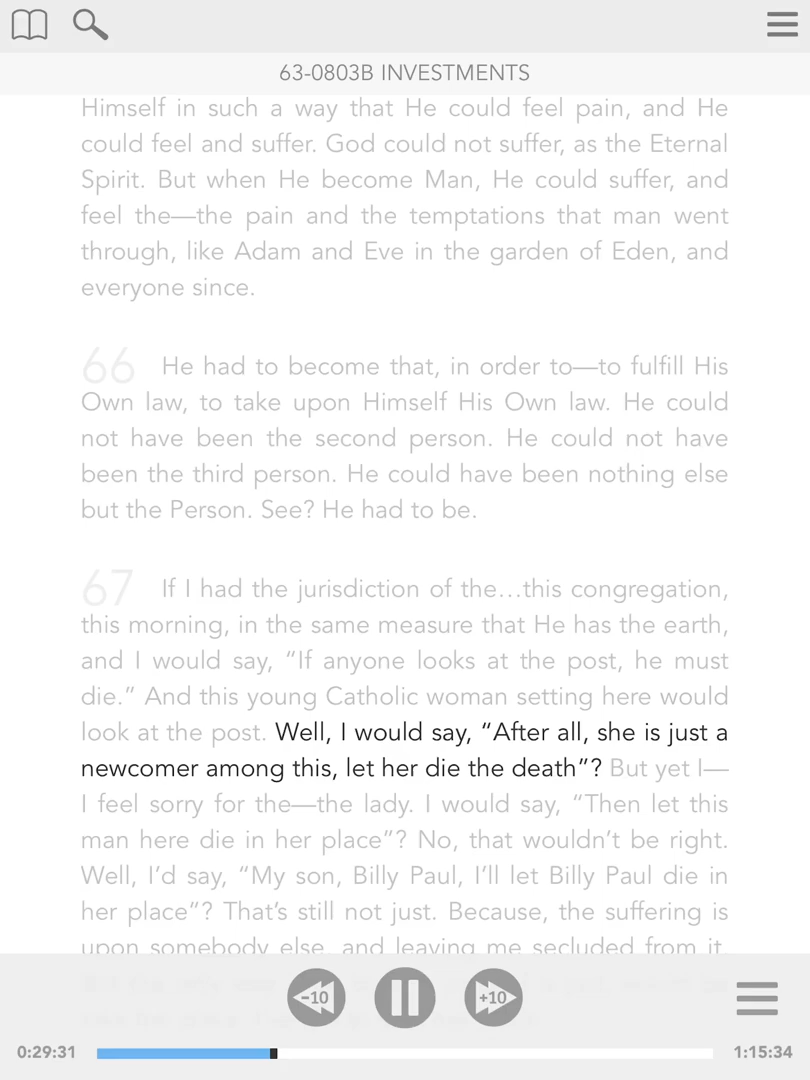 63-0803B INVESTMENTS
Himself in such a way that He could feel pain, and He
could feel and suffer. God could not suffer, as the Eternal
Spirit. But when He become Man, He could suffer, and
feel the—the pain and the temptations that man went
through, like Adam and Eve in the garden of Eden, and
everyone since.
66 He had to become that, in order to—to fulfill His
Own law, to take upon Himself His Own law. He could
not have been the second person. He could not have
been the third person. He could have been nothing else
but the Person. See? He had to be.
67 If I had the jurisdiction of the…this congregation,
this morning, in the same measure that He has the earth,
and I would say, “If anyone looks at the post, he must
die.” And this young Catholic woman setting here would
look at the post. Well, I would say, “After all, she is just a
newcomer among this, let her die the death”? But yet I—
I feel sorry for the—the lady. I would say, “Then let this
man here die in her place”? No, that wouldn’t be right.
Well, I’d say, “My son, Billy Paul, I’ll let Billy Paul die in
her place”? That’s still not just. Because, the suffering is
upon somebody else, and leaving me secluded from it.
-10 +10
0:29:31 1:15:34